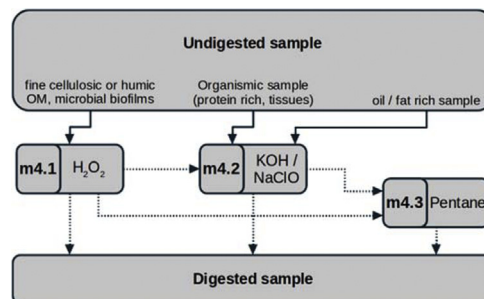 Undigested sample
fine cellulosic or humic
OM, microbial biofilms
Organismic sample
(protein rich, tissues)
oil / fat rich sample
m4.1
H₂O₂
m4.2
KOH /
NaClO
m4.3
Pentane
Digested sample